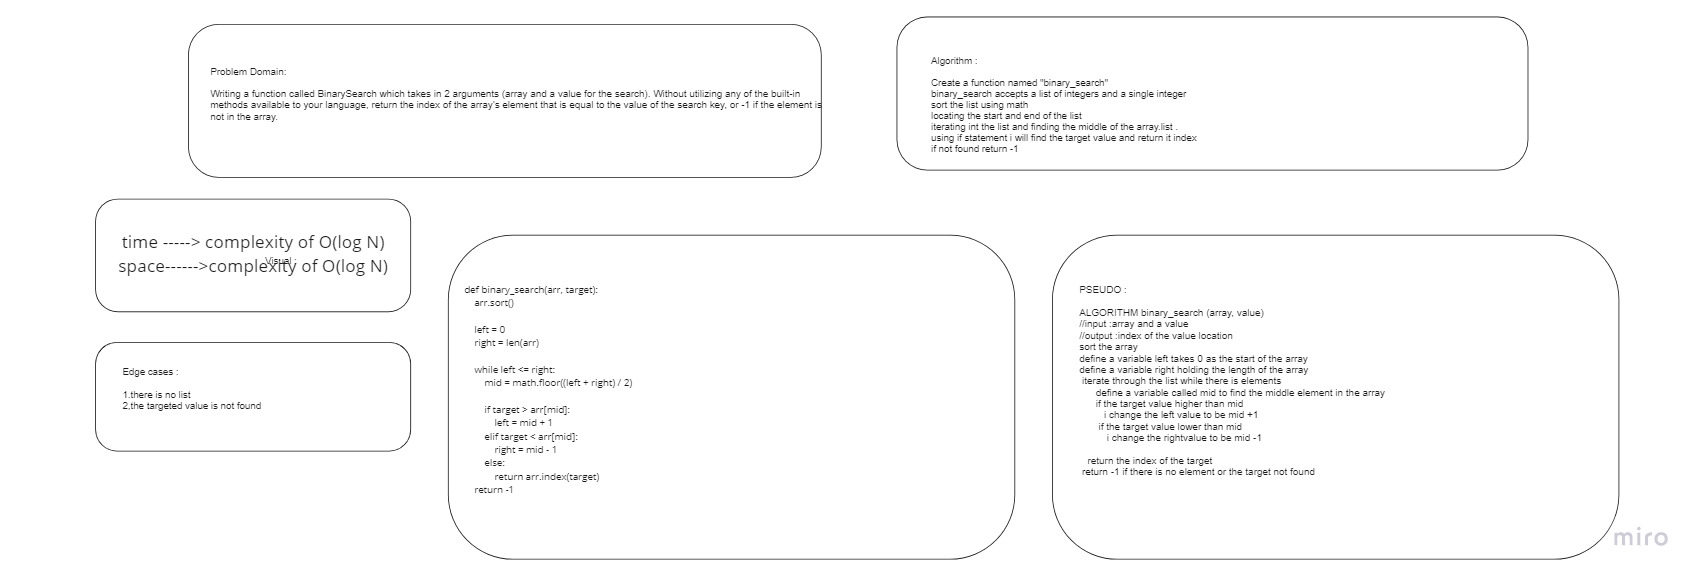 Problem Domain:
Writing a function called BinarySearch which takes in 2 arguments (array and a value for the search). Without utilizing any of the built-in
methods available to your language, return the index of the array's element that is equal to the value of the search key, or -1 if the element is
not in the array.
Algorithm :
Create a function named "binary_search"
binary_search accepts a list of integers and a single integer
sort the list using math
locating the start and end of the list
iterating int the list and finding the middle of the array.list .
using if statement i will find the target value and return it index
if not found return -1
time -----> complexity of O(log N)
Visual :
space------>complexity of O(log N)
Edge cases :
1.there is no list
2,the targeted value is not found
def binary_search(arr, target):
arr.sort()
left = 0
right = len(arr)
while left <= right:
mid = math.floor((left + right) / 2)
if target > arr[mid]:
left = mid + 1
elif target < arr[mid]:
right = mid - 1
else:
return arr.index(target)
return -1
PSEUDO :
ALGORITHM binary_search (array, value)
//input :array and a value
//output :index of the value location
sort the array
define a variable left takes 0 as the start of the array
define a variable right holding the length of the array
iterate through the list while there is elements
define a variable called mid to find the middle element in the array
if the target value higher than mid
i change the left value to be mid +1
if the target value lower than mid
i change the rightvalue to be mid -1
return the index of the target
return -1 if there is no element or the target not found
miro